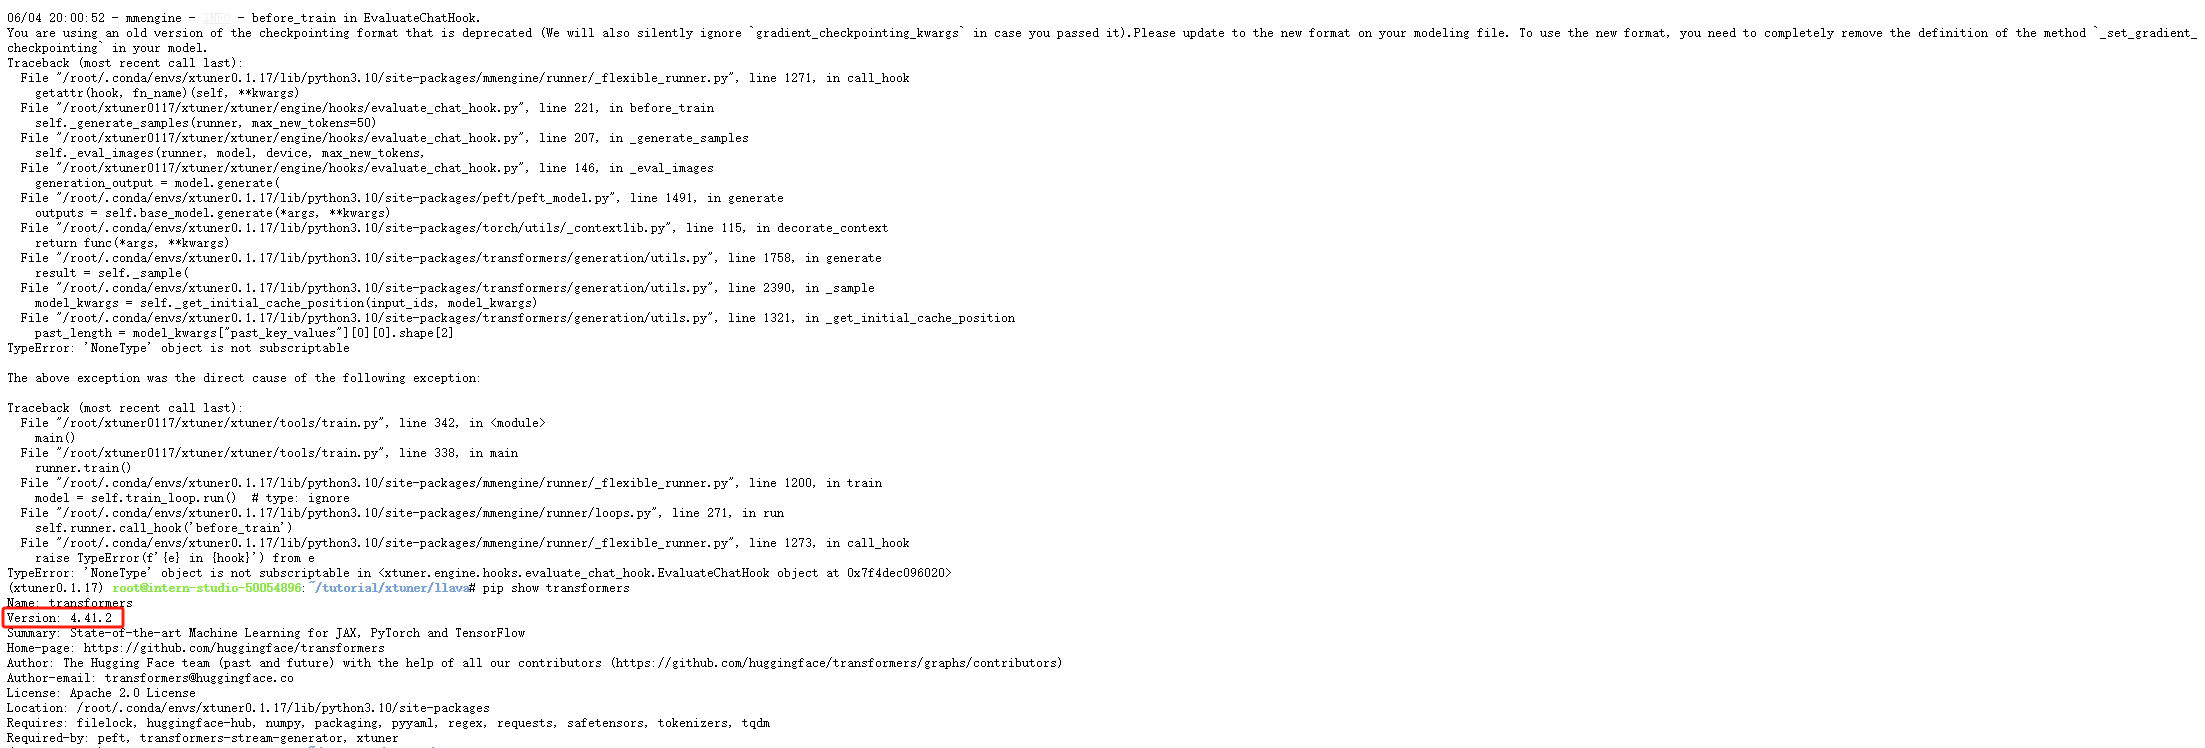 06/04 20:00:52 - mmengine - INFO - before_train in EvaluateChatHook.
You are using an old version of the checkpointing format that is deprecated (We will also silently ignore `gradient_checkpointing_kwargs` in case you passed it).Please update to the new format on your modeling file. To use the new format, you need to completely remove the definition of the method `_set_gradient_
checkpointing` in your model.
Traceback (most recent call last):
  File "/root/.conda/envs/xtuner0.1.17/lib/python3.10/site-packages/mmengine/runner/_flexible_runner.py", line 1271, in call_hook
    getattr(hook, fn_name)(self, **kwargs)
  File "/root/xtuner0117/xtuner/xtuner/engine/hooks/evaluate_chat_hook.py", line 221, in before_train
    self._generate_samples(runner, max_new_tokens=50)
  File "/root/xtuner0117/xtuner/xtuner/engine/hooks/evaluate_chat_hook.py", line 207, in _generate_samples
    self._eval_images(runner, model, device, max_new_tokens,
  File "/root/xtuner0117/xtuner/xtuner/engine/hooks/evaluate_chat_hook.py", line 146, in _eval_images
    generation_output = model.generate(
  File "/root/.conda/envs/xtuner0.1.17/lib/python3.10/site-packages/peft/peft_model.py", line 1491, in generate
    outputs = self.base_model.generate(*args, **kwargs)
  File "/root/.conda/envs/xtuner0.1.17/lib/python3.10/site-packages/torch/utils/_contextlib.py", line 115, in decorate_context
    return func(*args, **kwargs)
  File "/root/.conda/envs/xtuner0.1.17/lib/python3.10/site-packages/transformers/generation/utils.py", line 1758, in generate
    result = self._sample(
  File "/root/.conda/envs/xtuner0.1.17/lib/python3.10/site-packages/transformers/generation/utils.py", line 2390, in _sample
    model_kwargs = self._get_initial_cache_position(input_ids, model_kwargs)
  File "/root/.conda/envs/xtuner0.1.17/lib/python3.10/site-packages/transformers/generation/utils.py", line 1321, in _get_initial_cache_position
    past_length = model_kwargs["past_key_values"][0][0].shape[2]
TypeError: 'NoneType' object is not subscriptable

The above exception was the direct cause of the following exception:

Traceback (most recent call last):
  File "/root/xtuner0117/xtuner/xtuner/tools/train.py", line 342, in <module>
    main()
  File "/root/xtuner0117/xtuner/xtuner/tools/train.py", line 338, in main
    runner.train()
  File "/root/.conda/envs/xtuner0.1.17/lib/python3.10/site-packages/mmengine/runner/_flexible_runner.py", line 1200, in train
    model = self.train_loop.run()  # type: ignore
  File "/root/.conda/envs/xtuner0.1.17/lib/python3.10/site-packages/mmengine/runner/loops.py", line 271, in run
    self.runner.call_hook('before_train')
  File "/root/.conda/envs/xtuner0.1.17/lib/python3.10/site-packages/mmengine/runner/_flexible_runner.py", line 1273, in call_hook
    raise TypeError(f'{e} in {hook}') from e
TypeError: 'NoneType' object is not subscriptable in <xtuner.engine.hooks.evaluate_chat_hook.EvaluateChatHook object at 0x7f4dec096020>
(xtuner0.1.17) root@intern-studio-50054896:~/tutorial/xtuner/llava# pip show transformers
Name: transformers
Version: 4.41.2
Summary: State-of-the-art Machine Learning for JAX, PyTorch and TensorFlow
Home-page: https://github.com/huggingface/transformers
Author: The Hugging Face team (past and future) with the help of all our contributors (https://github.com/huggingface/transformers/graphs/contributors)
Author-email: transformers@huggingface.co
License: Apache 2.0 License
Location: /root/.conda/envs/xtuner0.1.17/lib/python3.10/site-packages
Requires: filelock, huggingface-hub, numpy, packaging, pyyaml, regex, requests, safetensors, tokenizers, tqdm
Required-by: peft, transformers-stream-generator, xtuner